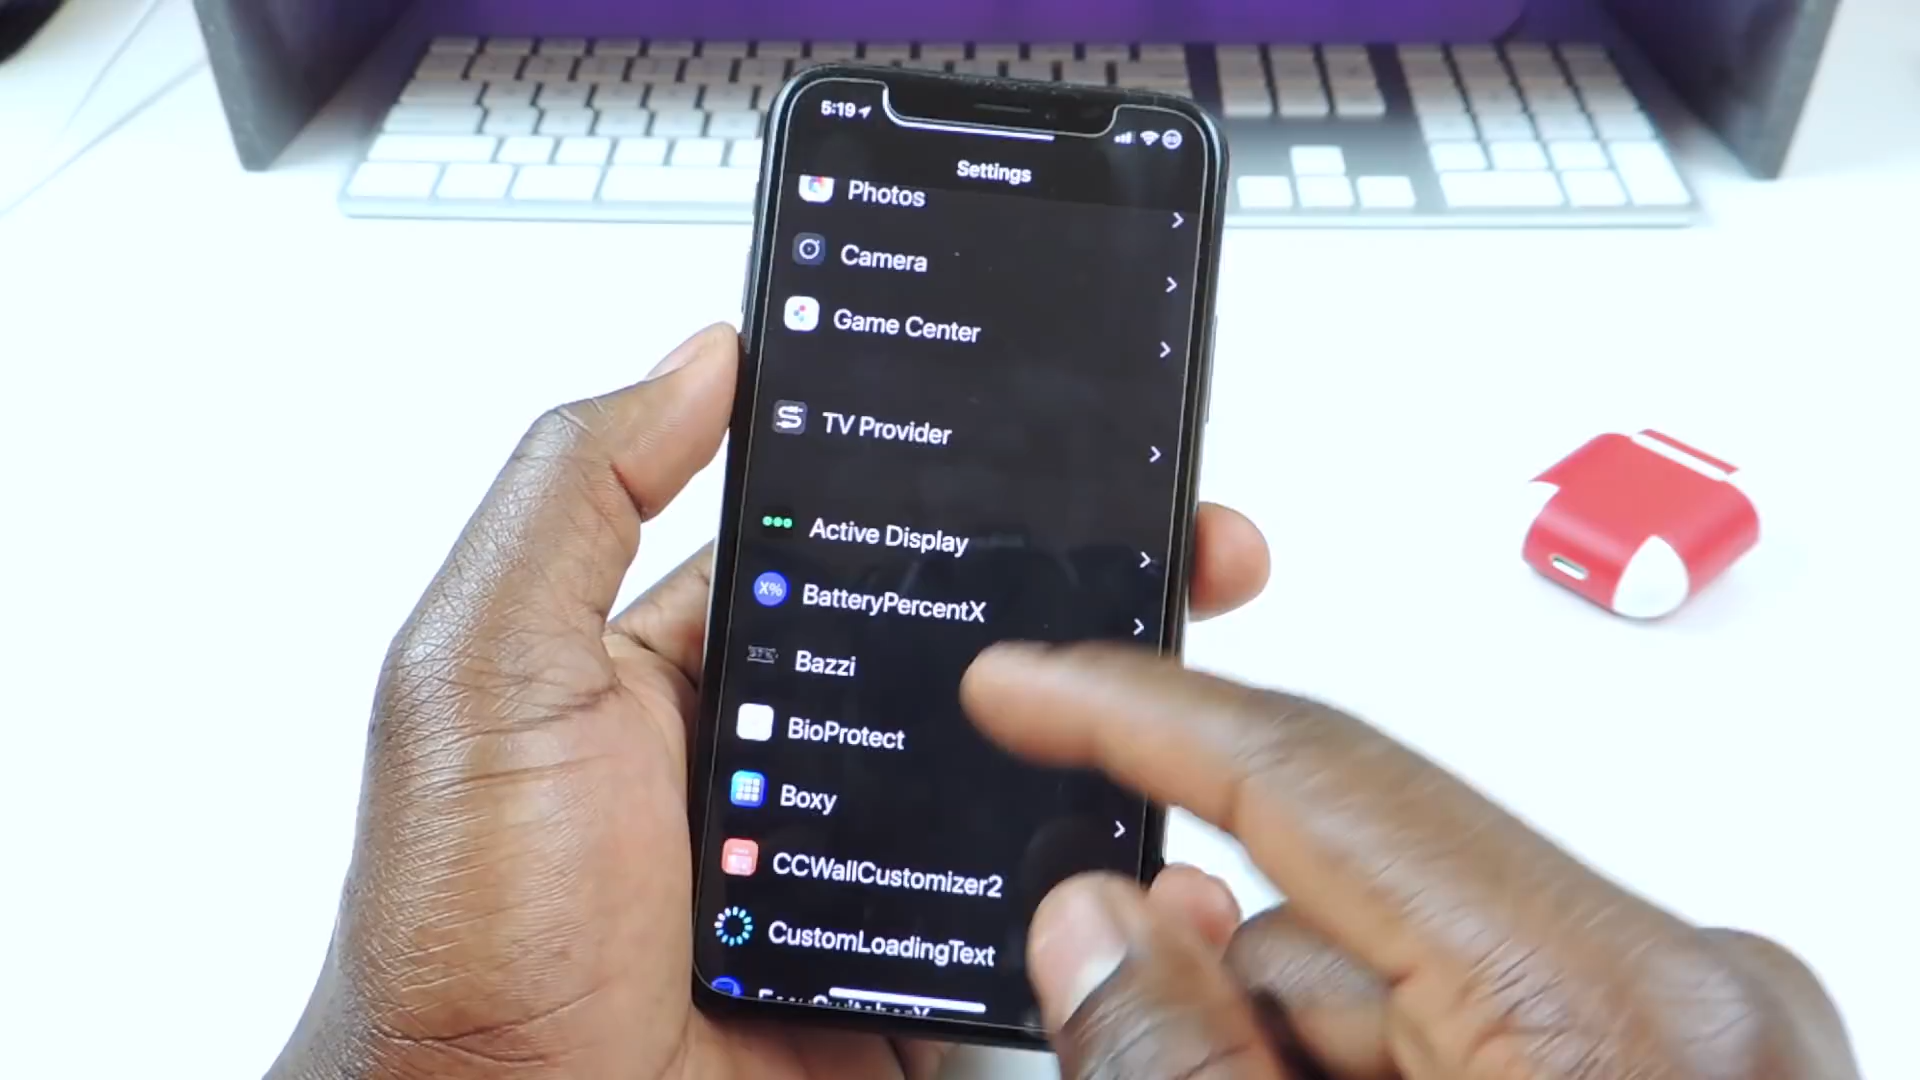 5:19
Settings
Photos
Camera
Game Center
TV Provider
Active Display
X% BatteryPercentX
Bazzi
BioProtect
Boxy
CCWallCustomizer2
CustomLoadingText